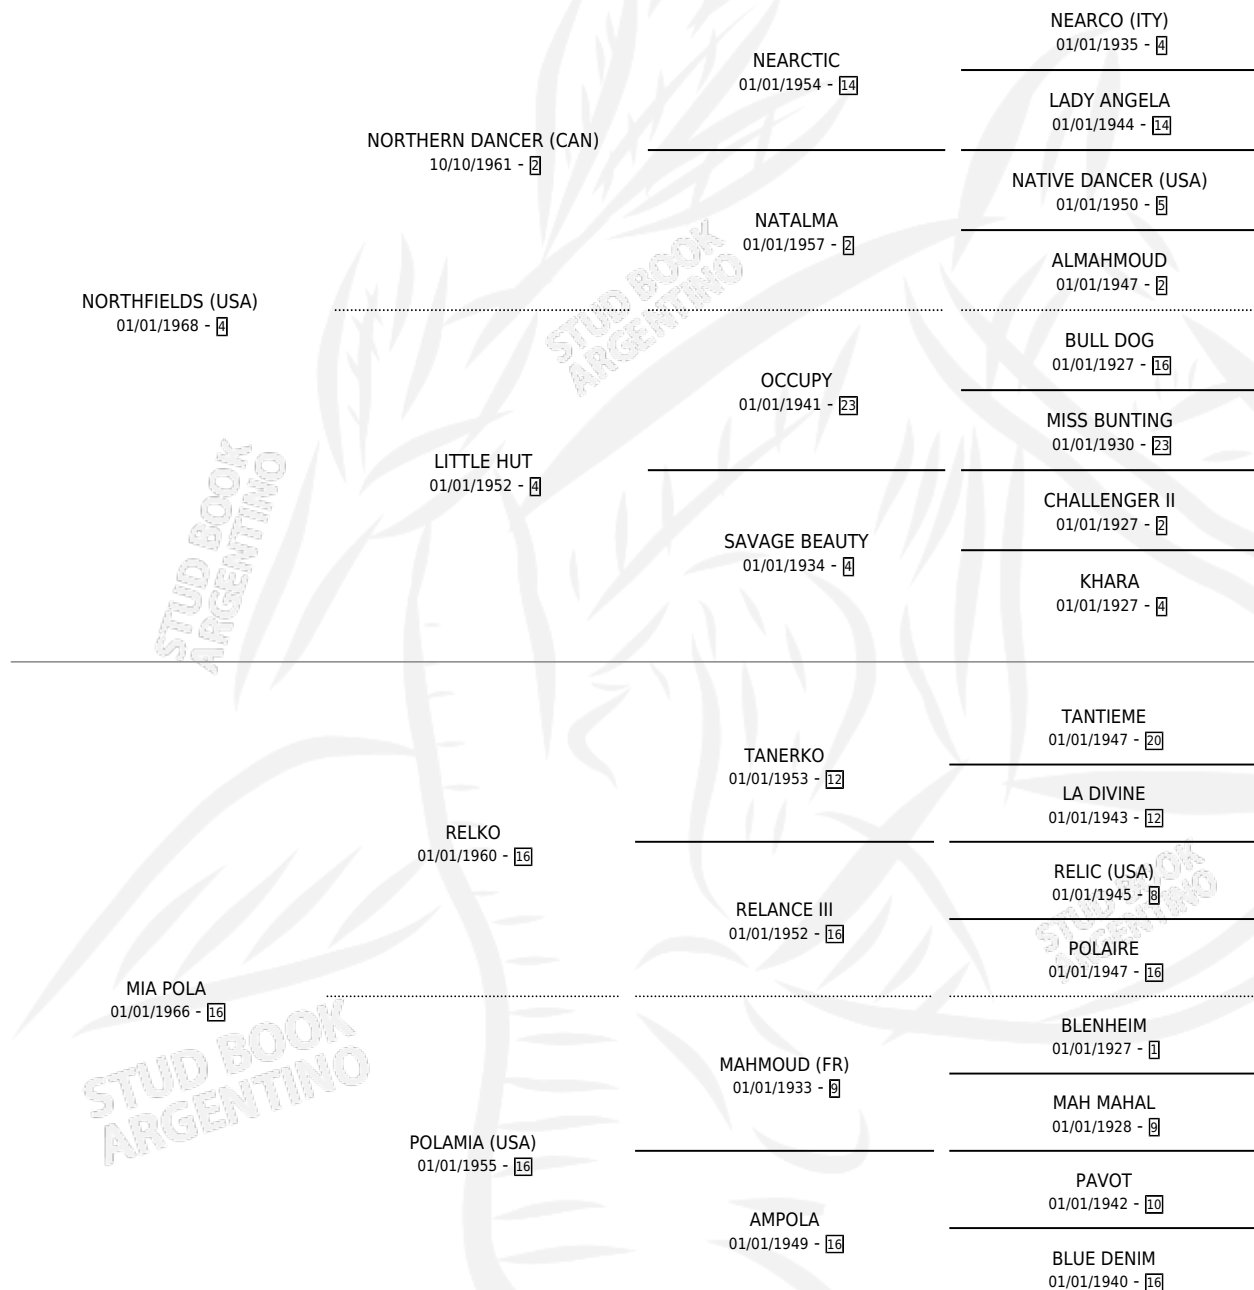 NORTHFIELDS (USA)
01/01/1968 - 4
NORTHERN DANCER (CAN)
10/10/1961 - 2
NEARCTIC
01/01/1954 - 14
NEARCO (ITY)
01/01/1935 - 4
LADY ANGELA
01/01/1944 - 14
NATALMA
01/01/1957 - 2
NATIVE DANCER (USA)
01/01/1950 - 5
ALMAHMOUD
01/01/1947 - 2
LITTLE HUT
01/01/1952 - 4
OCCUPY
01/01/1941 - 23
BULL DOG
01/01/1927 - 16
MISS BUNTING
01/01/1930 - 23
SAVAGE BEAUTY
01/01/1934 - 4
CHALLENGER II
01/01/1927 - 2
KHARA
01/01/1927 - 4
MIA POLA
01/01/1966 - 16
RELKO
01/01/1960 - 16
TANERKO
01/01/1953 - 12
TANTIEME
01/01/1947 - 20
LA DIVINE
01/01/1943 - 12
RELANCE III
01/01/1952 - 16
RELIC (USA)
01/01/1945 - 8
POLAIRE
01/01/1947 - 16
POLAMIA (USA)
01/01/1955 - 16
MAHMOUD (FR)
01/01/1933 - 9
BLENHEIM
01/01/1927 - 1
MAH MAHAL
01/01/1928 - 9
AMPOLA
01/01/1949 - 16
PAVOT
01/01/1942 - 10
BLUE DENIM
01/01/1940 - 16
STUD BOOK
ARGENTINO
STUD BOOK
ARGENTINO
STUD BOOK
ARGENTINO
STUD BOOK
ARGENTINO